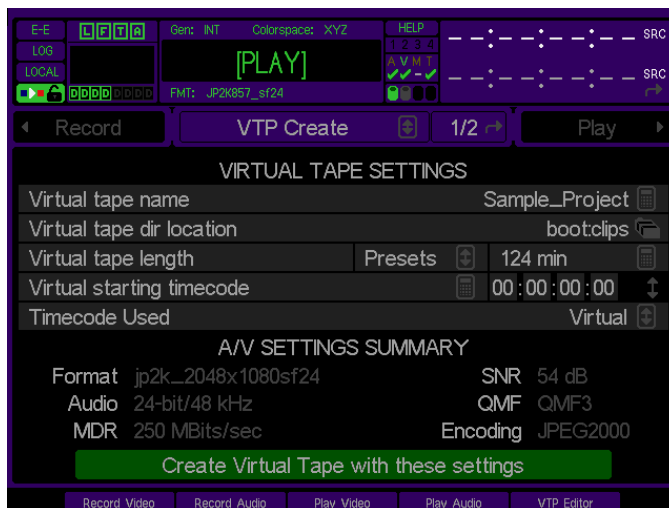 E-E
L F T A
Gen: INT Colorspace: XYZ
HELP
1 2 3 4
-- --:-- --:-- --:-- -- SRC
LOG
[PLAY]
A V M T
LOCAL
-- --:-- --:-- --:-- -- SRC
DDDDDDDD
FMT: JP2K857_sf24
Record
VTP Create
1/2
Play
VIRTUAL TAPE SETTINGS
Virtual tape name Sample_Project
Virtual tape dir location boot:clips
Virtual tape length Presets 124 min
Virtual starting timecode 00:00:00:00
Timecode Used Virtual
A/V SETTINGS SUMMARY
Format jp2k_2048x1080sf24 SNR 54 dB
Audio 24-bit/48 kHz QMF QMF3
MDR 250 MBits/sec Encoding JPEG2000
Create Virtual Tape with these settings
Record Video Record Audio Play Video Play Audio VTP Editor